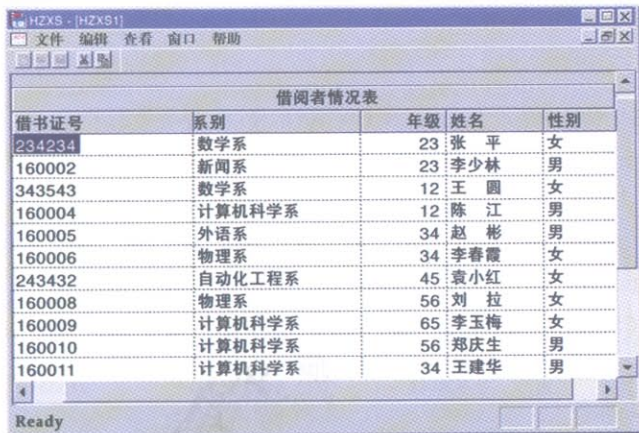 HZXS - [HZXS1]
文件 编辑 查看 窗口 帮助
借阅者情况表
借书证号 系别 年级 姓名 性别
234234 数学系 23 张 平 女
160002 新闻系 23 李少林 男
343543 数学系 12 王 圆 女
160004 计算机科学系 12 陈 江 男
160005 外语系 34 赵 彬 男
160006 物理系 34 李春霞 女
243432 自动化工程系 45 袁小红 女
160008 物理系 56 刘 拉 女
160009 计算机科学系 65 李玉梅 女
160010 计算机科学系 56 郑庆生 男
160011 计算机科学系 34 王建华 男
Ready